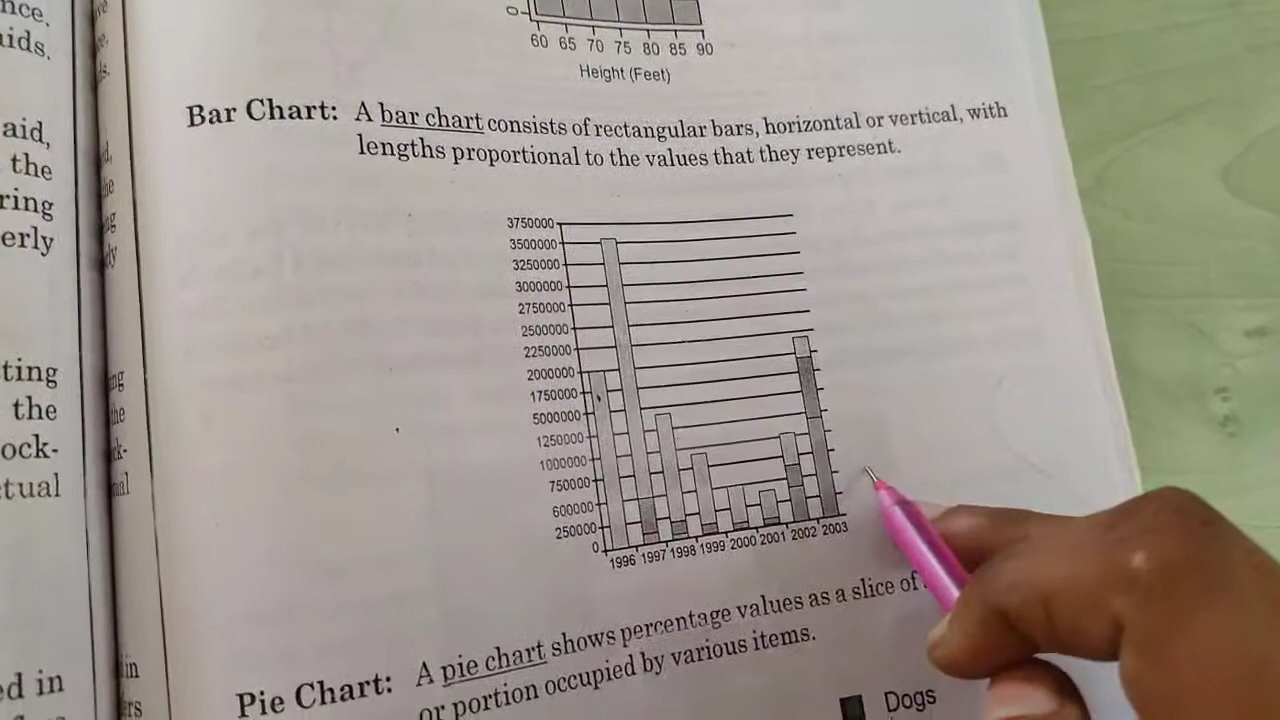 nce,
aids.
aid,
the
ring
erly
ting
the
ock-
ctual
ed in
0
60 65 70 75 80 85 90
Height (Feet)
Bar Chart: A bar chart consists of rectangular bars, horizontal or vertical, with
lengths proportional to the values that they represent.
3750000
3500000
3250000
3000000
2750000
2500000
2250000
2000000
1750000
5000000
1250000
1000000
750000
600000
250000
0
1996 1997 1998 1999 2000 2001 2002 2003
Pie Chart: A pie chart shows percentage values as a slice of
or portion occupied by various items.
Dogs